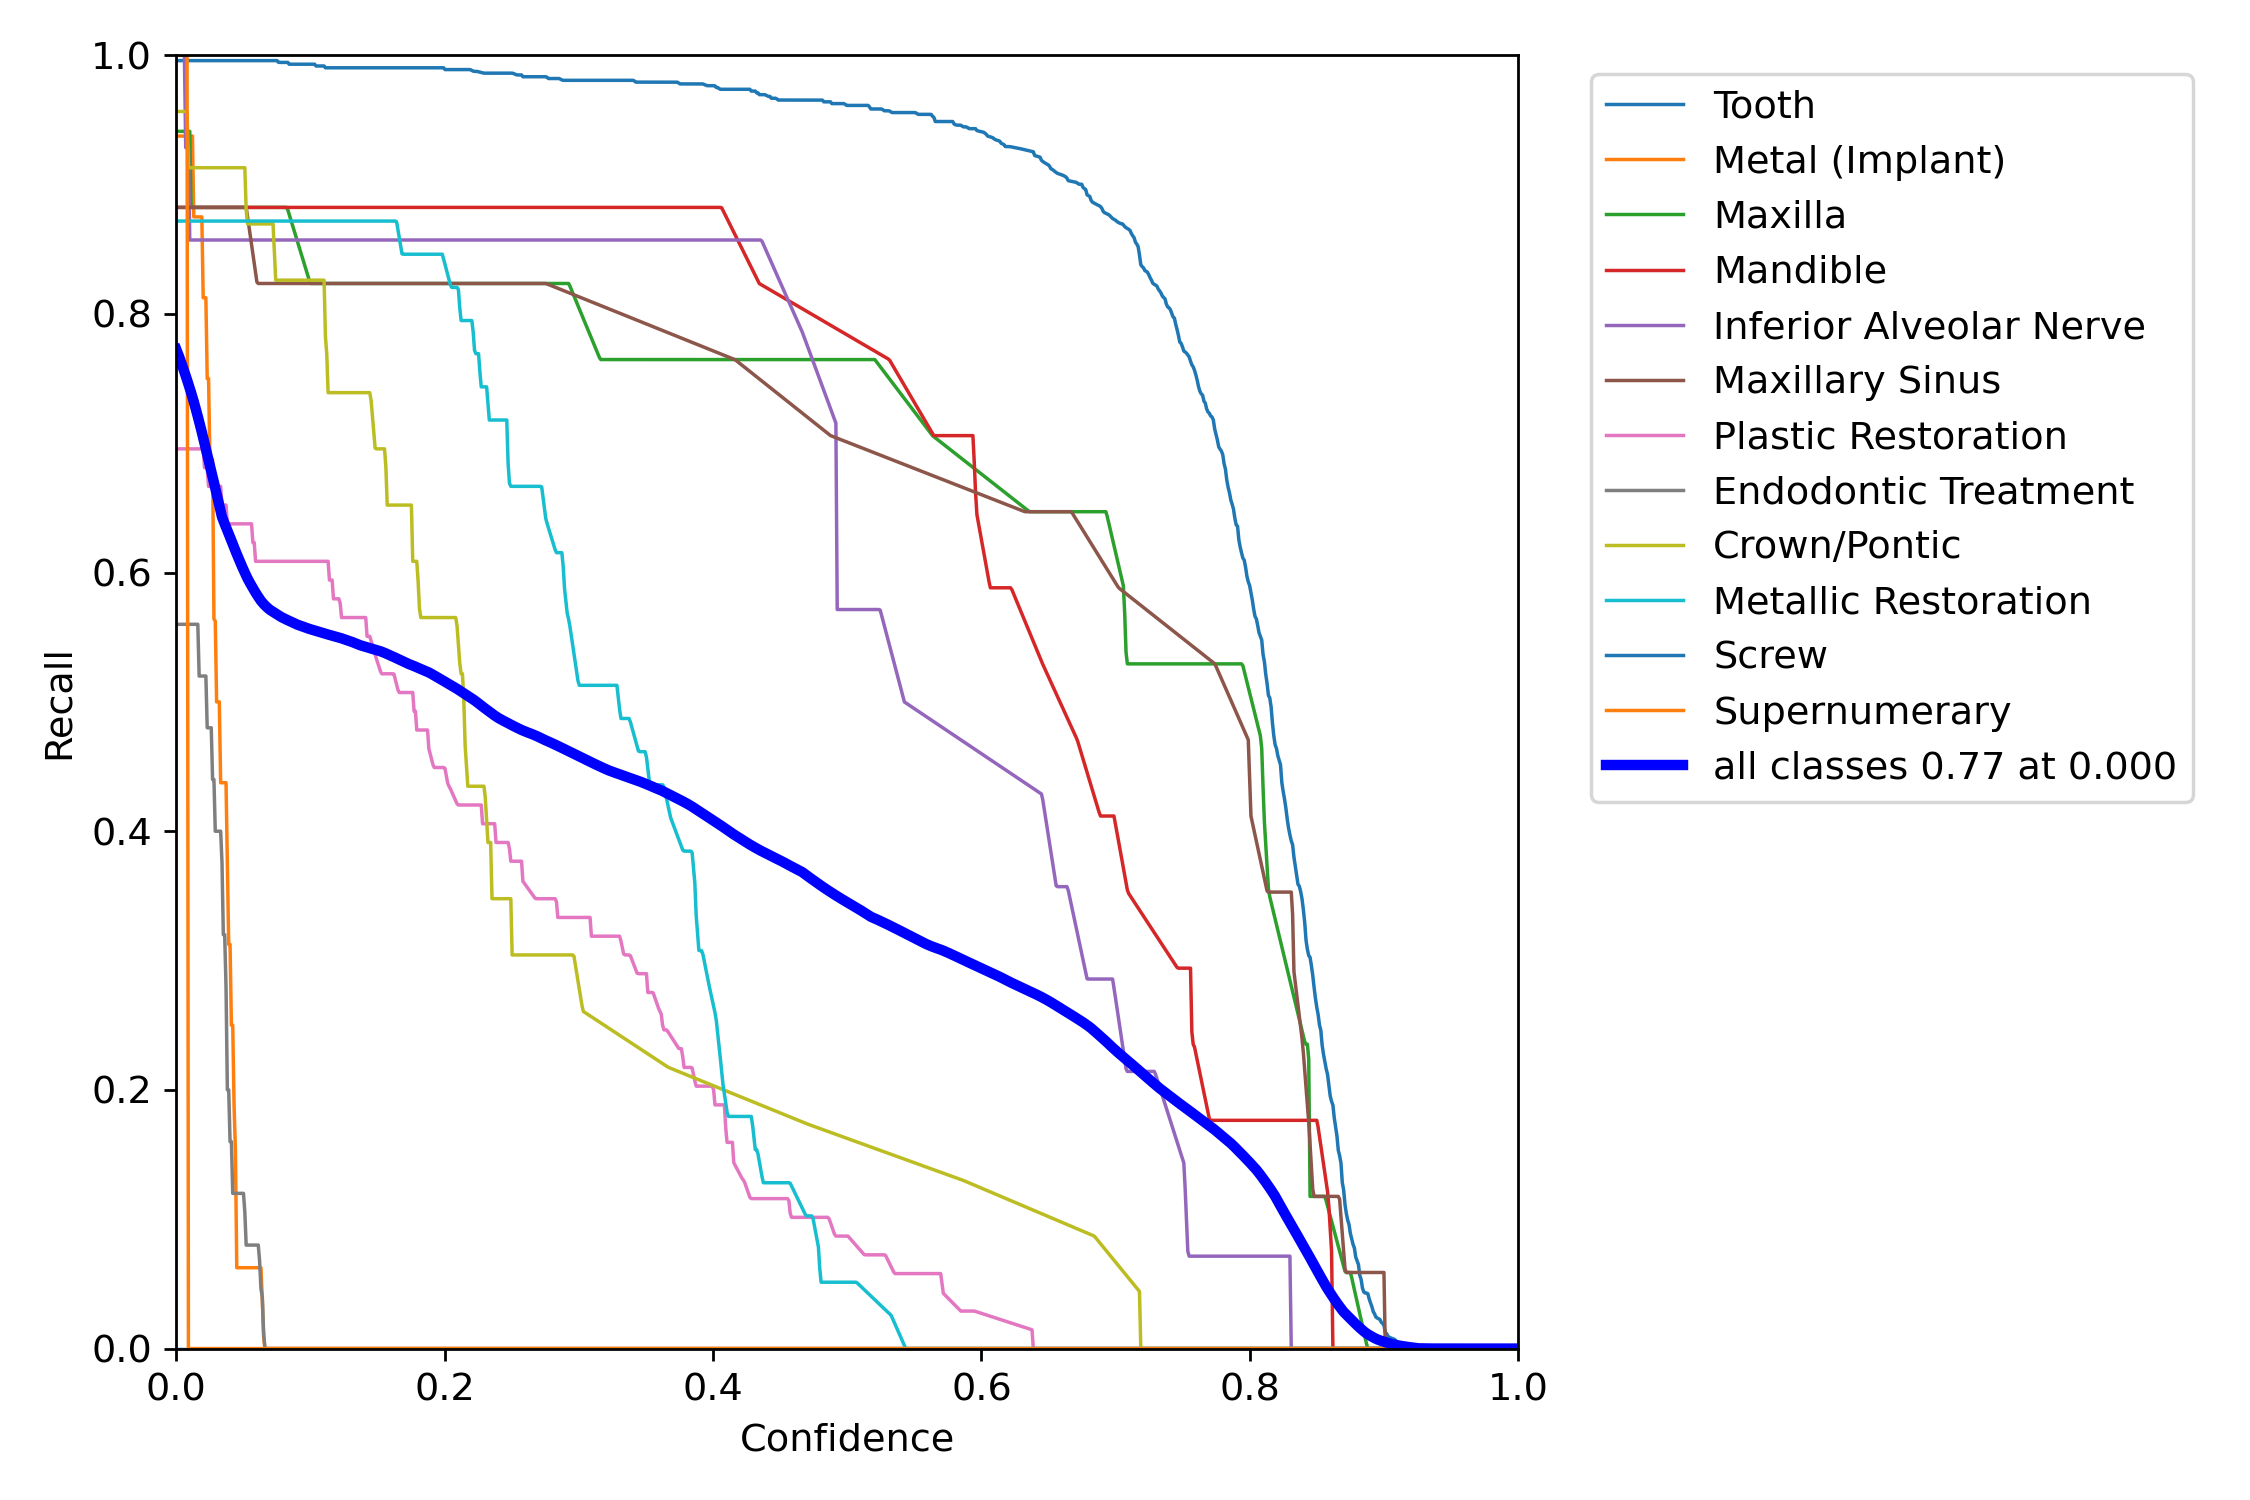 1.0
0.8
0.6
0.4
0.2
0.0
Recall
0.0 0.2 0.4 0.6 0.8 1.0
Confidence
Tooth
Metal (Implant)
Maxilla
Mandible
Inferior Alveolar Nerve
Maxillary Sinus
Plastic Restoration
Endodontic Treatment
Crown/Pontic
Metallic Restoration
Screw
Supernumerary
all classes 0.77 at 0.000